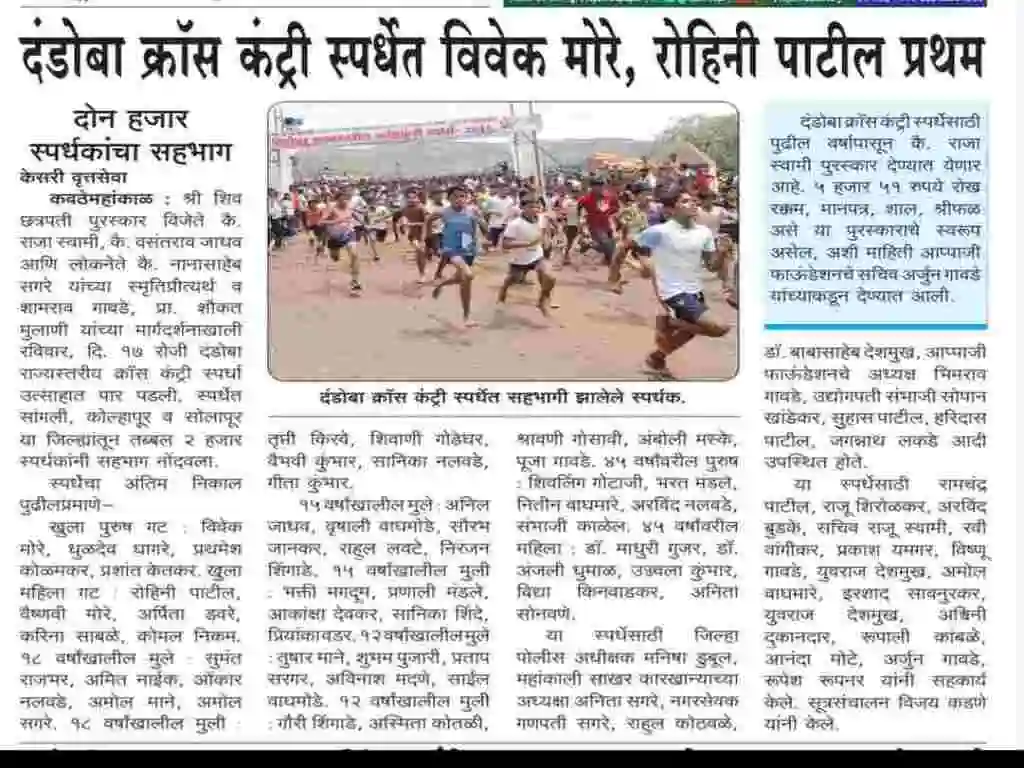 दंडोबा क्रॉस कंट्री स्पर्धेत विवेक मोरे, रोहिनी पाटील प्रथम
दोन हजार
स्पर्धकांचा सहभाग
केसरी वृत्तसेवा
कवठेमहांकाळ : श्री शिव
छत्रपती पुरस्कार विजेते कै.
राजा स्वामी, कै. वसंतराव जाधव
आणि लोकनेते कै. नानासाहेब
सगरे यांच्या स्मृतिप्रीत्यर्थ व
शामराव गावडे, प्रा. शौकत
मुलाणी यांच्या मार्गदर्शनाखाली
रविवार, दि. १७ रोजी दंडोबा
राज्यस्तरीय क्रॉस कंट्री स्पर्धा
उत्साहात पार पडली. स्पर्धेत
सांगली, कोल्हापूर व सोलापूर
या जिल्ह्यांतून तब्बल २ हजार
स्पर्धकांनी सहभाग नोंदवला.
स्पर्धेचा अंतिम निकाल
पुढीलप्रमाणे–
खुला पुरुष गट : विवेक
मोरे, धुळदेव घागरे, प्रथमेश
कोळमकर, प्रशांत केतकर. खुला
महिला गट : रोहिनी पाटील,
वैष्णवी मोरे, अर्पिता डवरे,
करिना साबळे, कोमल निकम.
१८ वर्षांखालील मुले : सुमंत
राजभर, अमित नाईक, ओंकार
नलवडे, अमोल माने, अमोल
सगरे. १८ वर्षांखालील मुली :
दंडोबा क्रॉस कंट्री स्पर्धेत सहभागी झालेले स्पर्धक.
तृप्ती किस्वे, शिवाणी गोडेघर,
वैभवी कुंभार, सानिका नलवडे,
गीता कुंभार.
१५ वर्षांखालील मुले : अनिल
जाधव, वृषाली वाघमोडे, सौरभ
जानकर, राहुल लवटे, निरंजन
शिंगाडे. १५ वर्षांखालील मुली
: भक्ती मगदूम, प्रणाली मंडले,
आकांक्षा देवकर, सानिका शिंदे,
प्रियांका वडर. १२ वर्षांखालील मुले
: तुषार माने, शुभम पुजारी, प्रताप
सरगर, अविनाश मदणे, साईल
वाघमोडे. १२ वर्षांखालील मुली
: गौरी शिंगाडे, अस्मिता कोतळी,
श्रावणी गोसावी, अंबोली मस्के,
पूजा गावडे. ४५ वर्षांवरील पुरुष
: शिवलिंग गोटाजी, भरत मंडले,
नितीन वाघमारे, अरविंद नलवडे,
संभाजी काळेल. ४५ वर्षांवरील
महिला : डॉ. माधुरी गुजर, डॉ.
अंजली धुमाळ, उज्वला कुंभार,
विद्या किनवाडकर, अनिता
सोनवणे.
या स्पर्धेसाठी जिल्हा
पोलीस अधीक्षक मनिषा डुबूल,
महांकाली साखर कारखान्याच्या
अध्यक्षा अनिता सगरे, नगरसेवक
गणपती सगरे, राहुल कोठवळे,
दंडोबा क्रॉस कंट्री स्पर्धेसाठी
पुढील वर्षापासून कै. राजा
स्वामी पुरस्कार देण्यात येणार
आहे. ५ हजार ५१ रुपये रोख
रक्कम, मानपत्र, शाल, श्रीफळ
असे या पुरस्काराचे स्वरूप
असेल, अशी माहिती आप्पाजी
फाऊंडेशनचे सचिव अर्जुन गावडे
यांच्याकडून देण्यात आली.
डॉ. बाबासाहेब देशमुख, आप्पाजी
फाऊंडेशनचे अध्यक्ष भिमराव
गावडे, उद्योगपती संभाजी सोपान
खांडेकर, सुहास पाटील, हरिदास
पाटील, जगन्नाथ लकडे आदी
उपस्थित होते.
या स्पर्धेसाठी रामचंद्र
पाटील, राजू शिरोळकर, अरविंद
बुडके, सचिव राजू स्वामी, रवी
वांगीकर, प्रकाश यमगर, विष्णू
गावडे, युवराज देशमुख, अमोल
वाघमारे, इरशाद सावनुरकर,
युवराज देशमुख, अश्विनी
दुकानदार, रूपाली कांबळे,
आनंदा मोटे, अर्जुन गावडे,
रूपेश रूपनर यांनी सहकार्य
केले. सूत्रसंचालन विजय कडणे
यांनी केले.